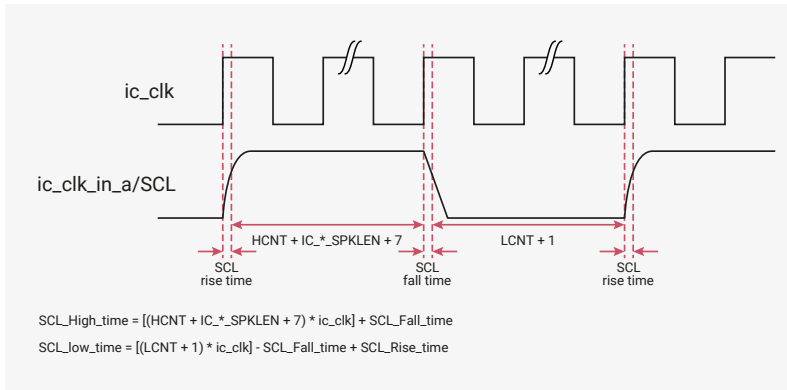 ic_clk
ic_clk_in_a/SCL
HCNT + IC_*_SPKLEN + 7
LCNT + 1
SCL
rise time
SCL
fall time
SCL
rise time
SCL_High_time = [(HCNT + IC_*_SPKLEN + 7) * ic_clk] + SCL_Fall_time
SCL_low_time = [(LCNT + 1) * ic_clk] - SCL_Fall_time + SCL_Rise_time